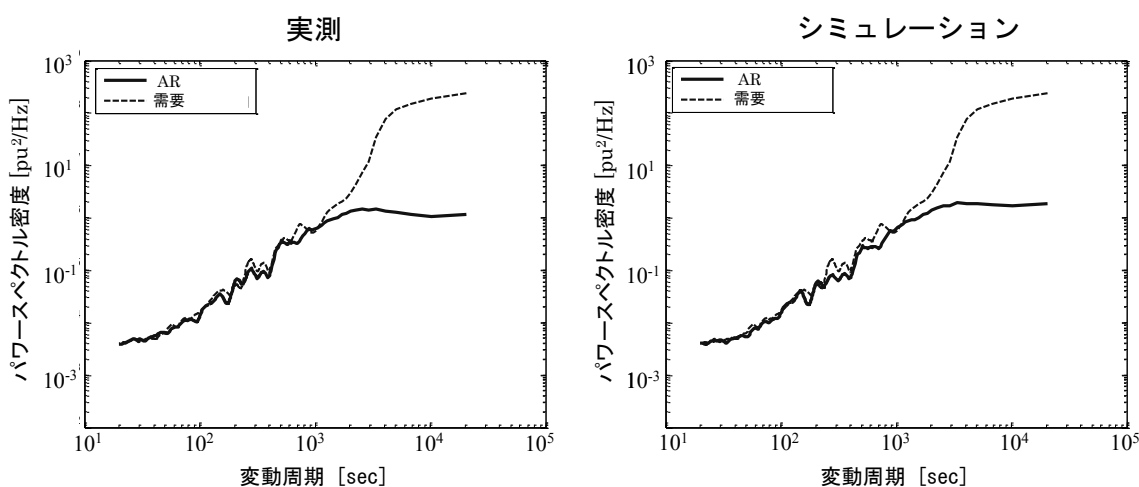 実測
シミュレーション
パワースペクトル密度 [pu²/Hz]
10³
10¹
10⁻¹
10⁻³
AR
需要
10¹ 10² 10³ 10⁴ 10⁵
変動周期 [sec]
パワースペクトル密度 [pu²/Hz]
10³
10¹
10⁻¹
10⁻³
AR
需要
10¹ 10² 10³ 10⁴ 10⁵
変動周期 [sec]